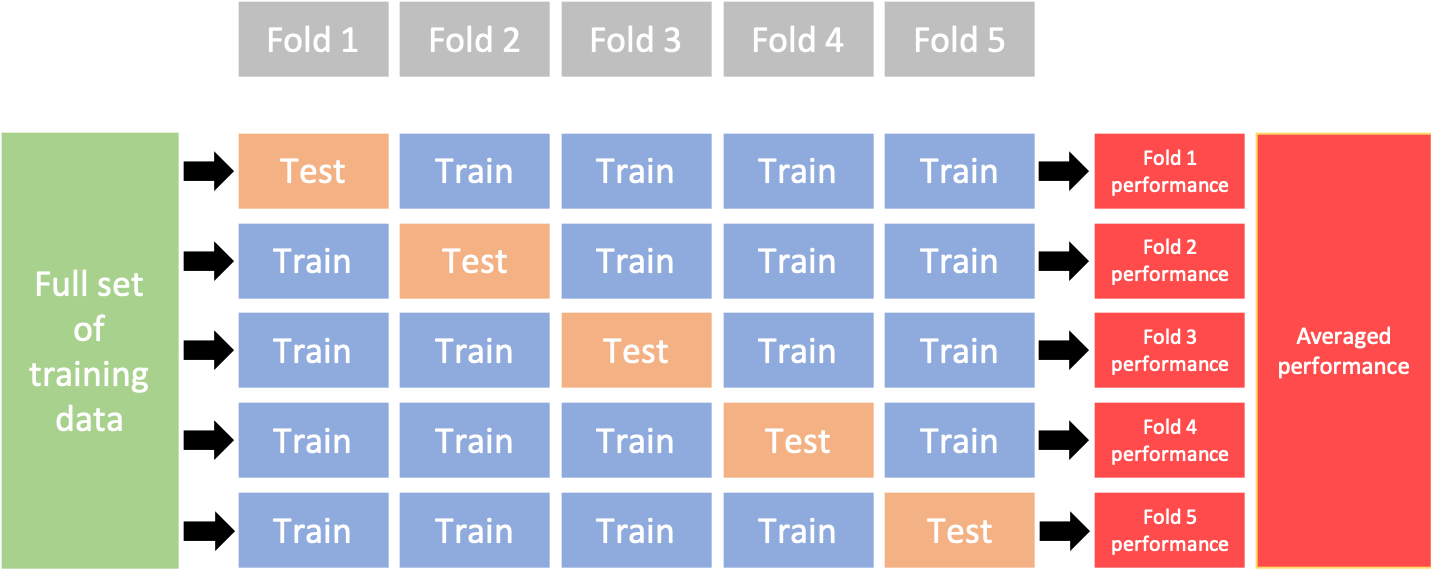 Fold 1 Fold 2 Fold 3 Fold 4 Fold 5
Full set
of
training
data
Test Train Train Train Train
Train Test Train Train Train
Train Train Test Train Train
Train Train Train Test Train
Train Train Train Train Test
Fold 1
performance
Fold 2
performance
Fold 3
performance
Fold 4
performance
Fold 5
performance
Averaged
performance